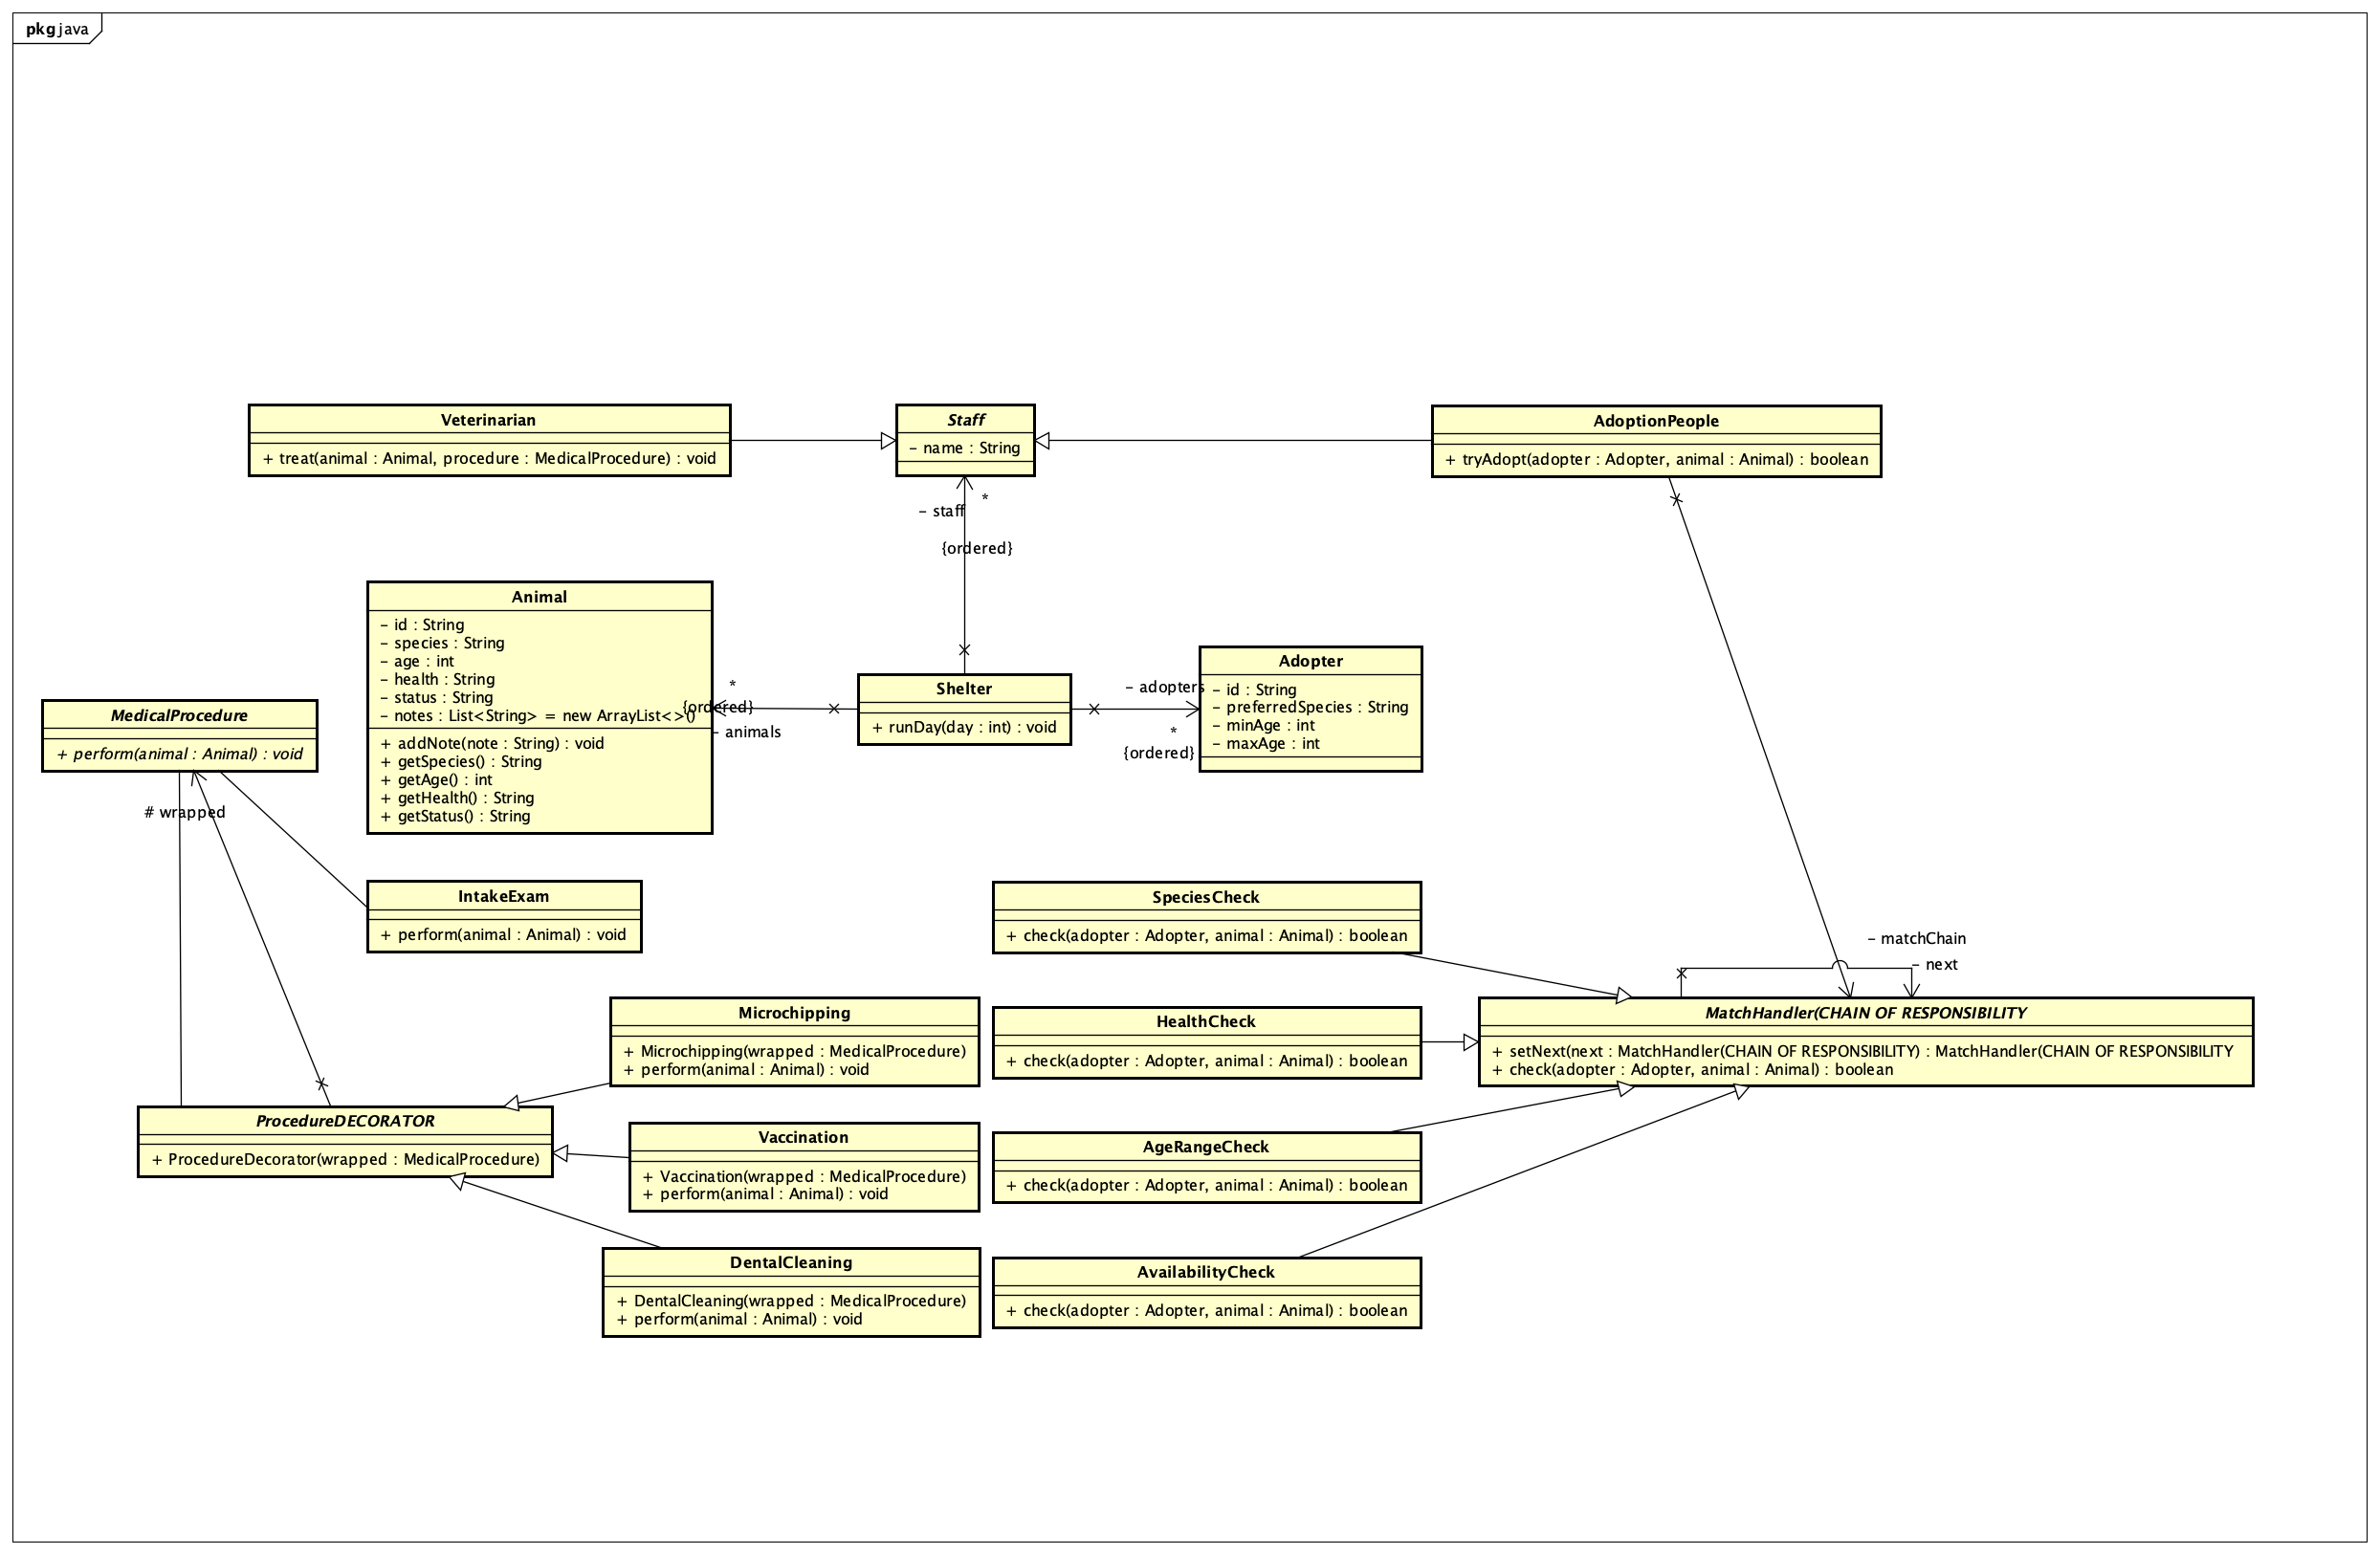 pkg java
Veterinarian
+ treat(animal : Animal, procedure : MedicalProcedure) : void
Staff
- name : String
AdoptionPeople
+ tryAdopt(adopter : Adopter, animal : Animal) : boolean
*
- staff
{ordered}
Animal
- id : String
- species : String
- age : int
- health : String
- status : String
- notes : List<String> = new ArrayList<>()
+ addNote(note : String) : void
+ getSpecies() : String
+ getAge() : int
+ getHealth() : String
+ getStatus() : String
*
{ordered}
- animals
Shelter
+ runDay(day : int) : void
- adopters
*
{ordered}
Adopter
- id : String
- preferredSpecies : String
- minAge : int
- maxAge : int
MedicalProcedure
+ perform(animal : Animal) : void
# wrapped
IntakeExam
+ perform(animal : Animal) : void
SpeciesCheck
+ check(adopter : Adopter, animal : Animal) : boolean
- matchChain
- next
Microchipping
+ Microchipping(wrapped : MedicalProcedure)
+ perform(animal : Animal) : void
HealthCheck
+ check(adopter : Adopter, animal : Animal) : boolean
MatchHandler(CHAIN OF RESPONSIBILITY
+ setNext(next : MatchHandler(CHAIN OF RESPONSIBILITY) : MatchHandler(CHAIN OF RESPONSIBILITY
+ check(adopter : Adopter, animal : Animal) : boolean
ProcedureDECORATOR
+ ProcedureDecorator(wrapped : MedicalProcedure)
Vaccination
+ Vaccination(wrapped : MedicalProcedure)
+ perform(animal : Animal) : void
AgeRangeCheck
+ check(adopter : Adopter, animal : Animal) : boolean
DentalCleaning
+ DentalCleaning(wrapped : MedicalProcedure)
+ perform(animal : Animal) : void
AvailabilityCheck
+ check(adopter : Adopter, animal : Animal) : boolean